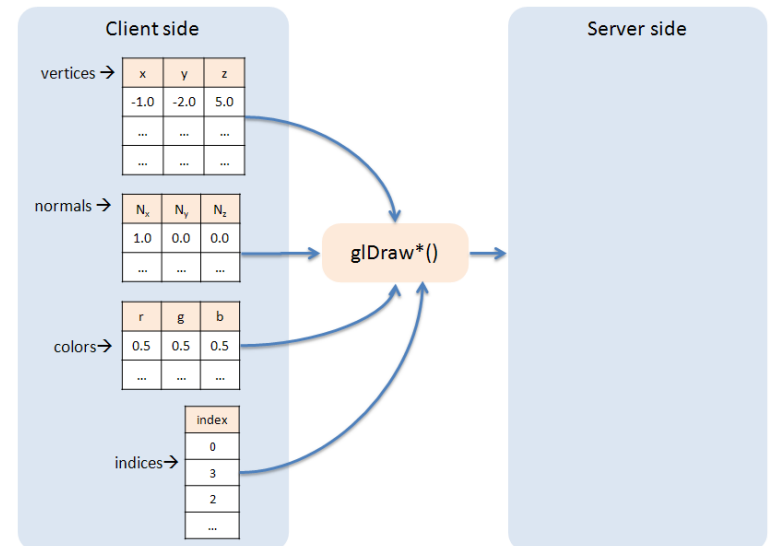 Client side
Server side
vertices →
x y z
-1.0 -2.0 5.0
... ... ...
... ... ...
normals →
Nx Ny Nz
1.0 0.0 0.0
... ... ...
glDraw*()
colors→
r g b
0.5 0.5 0.5
... ... ...
indices→
index
0
3
2
...